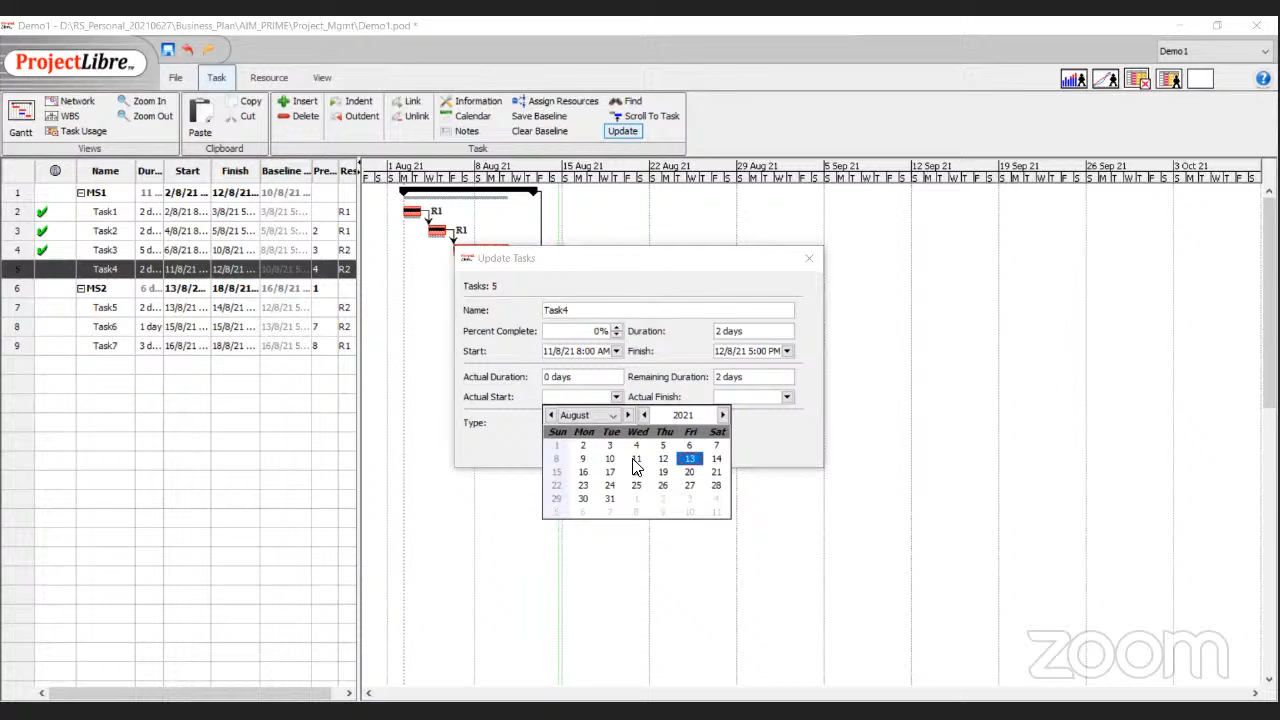 Demo1 - D:\RS_Personal_20210627\Business_Plan\AIM_PRIME\Project_Mgmt\Demo1.pod *
ProjectLibre
File Task Resource View
Demo1
Gantt
Network
WBS
Task Usage
Zoom In
Zoom Out
Views
Paste
Copy
Cut
Clipboard
Insert
Delete
Indent
Outdent
Link
Unlink
Information
Calendar
Notes
Assign Resources
Save Baseline
Clear Baseline
Find
Scroll To Task
Update
Task
Name Dur... Start Finish Baseline Pre... Res
1 MS1 11 ... 2/8/21 ... 12/8/21 ... 10/8/21 ...
2 Task1 2 d... 2/8/21 8... 3/8/21 ... 3/8/21 5:... R1
3 Task2 2 d... 4/8/21 8... 5/8/21 ... 5/8/21 5:... 2 R1
4 Task3 5 d... 6/8/21 8... 10/8/21 ... 8/8/21 5:... 3 R2
5 Task4 2 d... 11/8/21 ... 12/8/21 ... 10/8/21 5:... 4 R2
6 MS2 6 d... 13/8/2... 18/8/21... 16/8/21 ... 1
7 Task5 2 d... 13/8/21 ... 14/8/21 ... 12/8/21 5:... R2
8 Task6 1 day 15/8/21 ... 15/8/21 ... 13/8/21 5:... 7 R2
9 Task7 3 d... 16/8/21 ... 18/8/21 ... 16/8/21 5:... 8 R1
1 Aug 21 8 Aug 21 15 Aug 21 22 Aug 21 29 Aug 21 5 Sep 21 12 Sep 21 19 Sep 21 26 Sep 21 3 Oct 21
F S S M T W T F S S M T W T F S S M T W T F S S M T W T F S S M T W T F S S M T W T F S S M T W T F S S M T W T F S S M T W T F S S M T W T F S
R1
R1
Update Tasks
Tasks: 5
Name: Task4
Percent Complete: 0% Duration: 2 days
Start: 11/8/21 8:00 AM Finish: 12/8/21 5:00 PM
Actual Duration: 0 days Remaining Duration: 2 days
Actual Start: Actual Finish:
Type:
August 2021
Sun Mon Tue Wed Thu Fri Sat
1 2 3 4 5 6 7
8 9 10 11 12 13 14
15 16 17 19 20 21
22 23 24 25 26 27 28
29 30 31 1 2 3 4
5 6 7 8 9 10 11
zoom